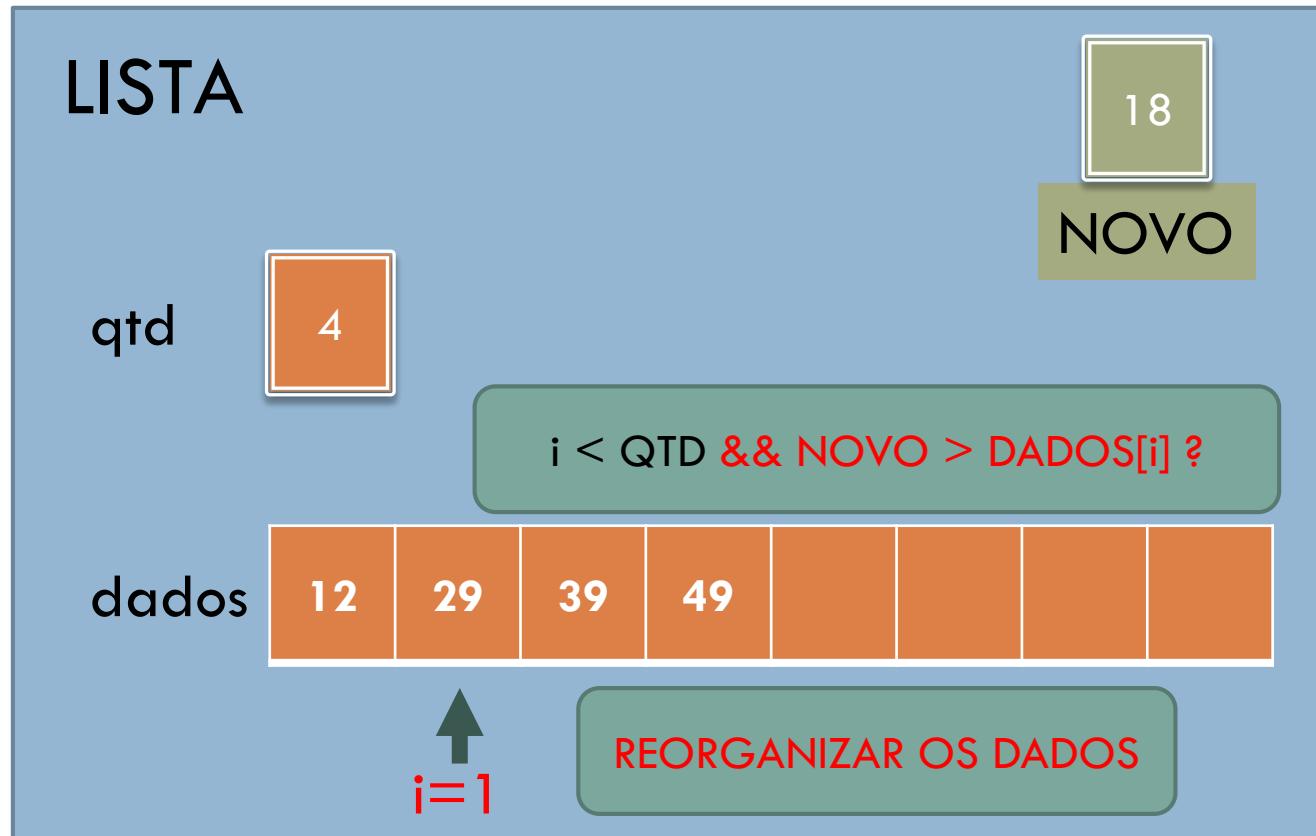 LISTA
18
NOVO
qtd
4
i < QTD && NOVO > DADOS[i] ?
dados 12 29 39 49
i=1
REORGANIZAR OS DADOS